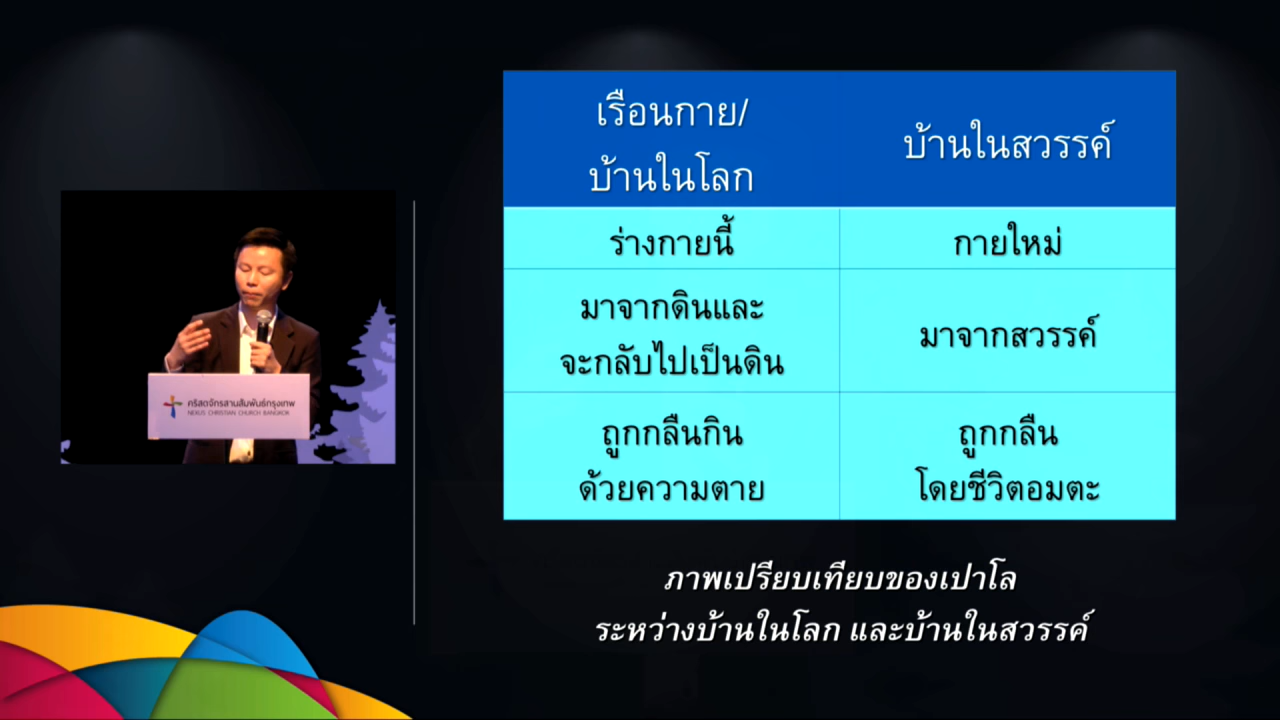 เรือนกาย/
บ้านในโลก
บ้านในสวรรค์
ร่างกายนี้
กายใหม่
มาจากดินและ
จะกลับไปเป็นดิน
มาจากสวรรค์
ถูกกลืนกิน
ด้วยความตาย
ถูกกลืน
โดยชีวิตอมตะ
ภาพเปรียบเทียบของเปาโล
ระหว่างบ้านในโลก และบ้านในสวรรค์
คริสตจักรสานสัมพันธ์กรุงเทพ
NEXUS CHRISTIAN CHURCH BANGKOK